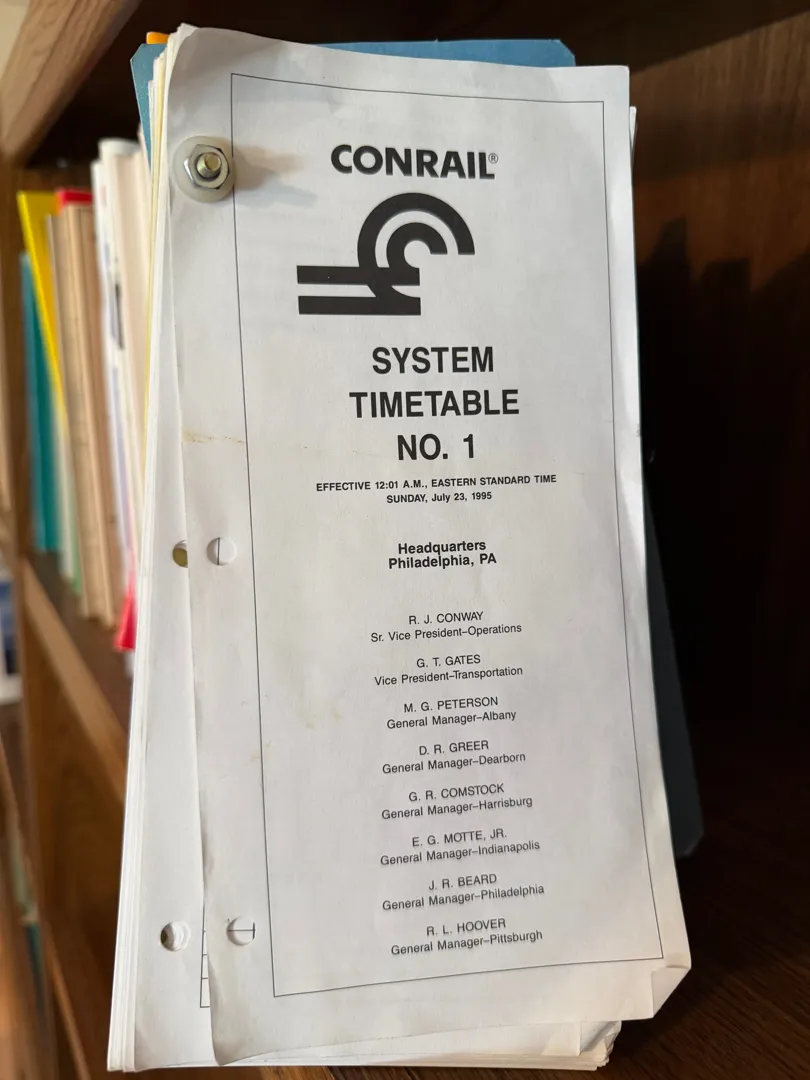 CONRAIL®
SYSTEM
TIMETABLE
NO. 1
EFFECTIVE 12:01 A.M., EASTERN STANDARD TIME
SUNDAY, July 23, 1995
Headquarters
Philadelphia, PA
R. J. CONWAY
Sr. Vice President–Operations
G. T. GATES
Vice President–Transportation
M. G. PETERSON
General Manager–Albany
D. R. GREER
General Manager–Dearborn
G. R. COMSTOCK
General Manager–Harrisburg
E. G. MOTTE, JR.
General Manager–Indianapolis
J. R. BEARD
General Manager–Philadelphia
R. L. HOOVER
General Manager–Pittsburgh